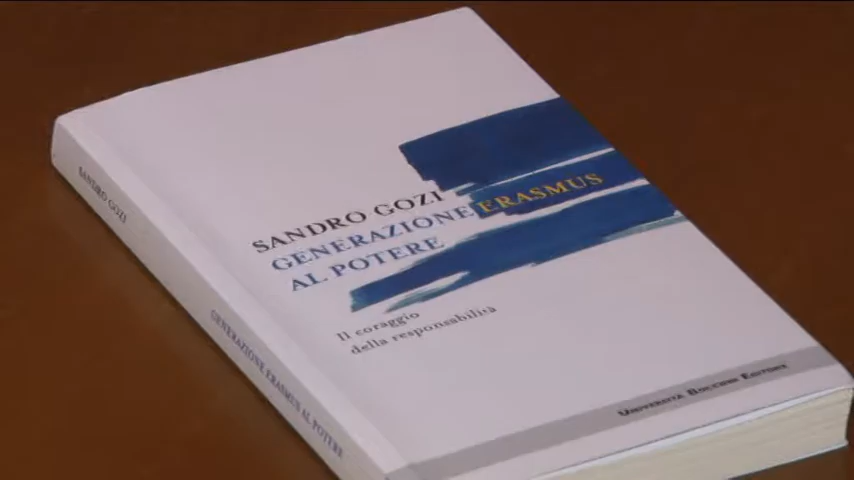 SANDRO GOZI
GENERAZIONE ERASMUS
AL POTERE
Il coraggio
della responsabilità
UNIVERSITÀ BOCCONI EDITORE
SANDRO GOZI
GENERAZIONE ERASMUS AL POTERE